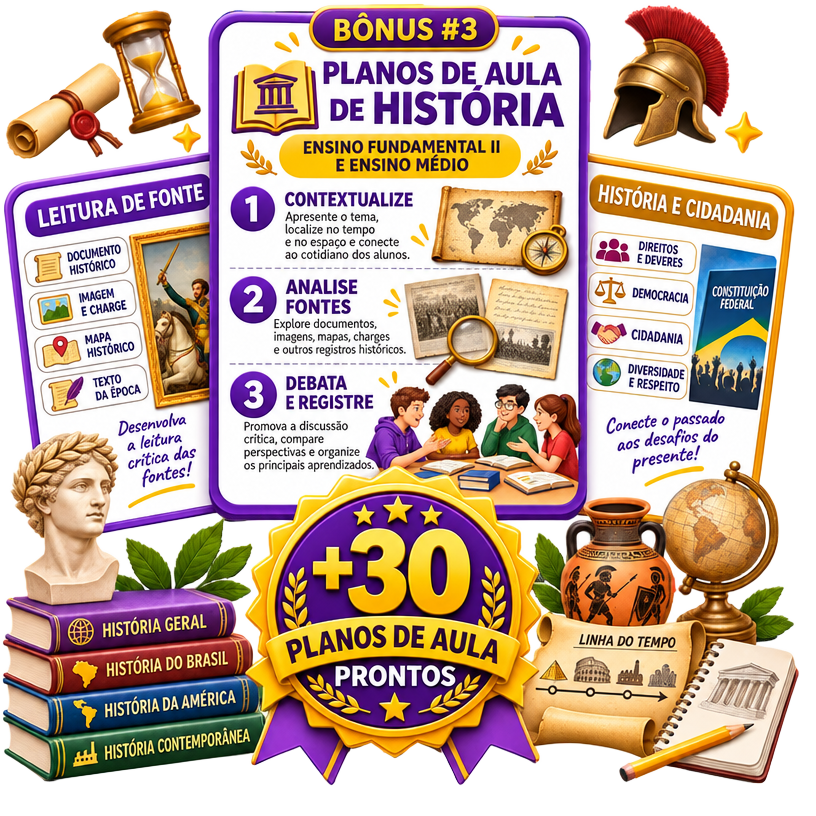 BÔNUS #3
PLANOS DE AULA
DE HISTÓRIA
ENSINO FUNDAMENTAL II
E ENSINO MÉDIO
1 CONTEXTUALIZE
Apresente o tema,
localize no tempo
e no espaço e conecte
ao cotidiano dos alunos.
2 ANALISE
FONTES
Explore documentos,
imagens, mapas, charges
e outros registros históricos.
3 DEBATA
E REGISTRE
Promova a discussão
crítica, compare
perspectivas e organize
os principais aprendizados.
LEITURA DE FONTE
DOCUMENTO
HISTÓRICO
IMAGEM
E CHARGE
MAPA
HISTÓRICO
TEXTO
DA ÉPOCA
Desenvolva
a leitura
crítica das
fontes!
HISTÓRIA E CIDADANIA
DIREITOS
E DEVERES
DEMOCRACIA
CIDADANIA
DIVERSIDADE
E RESPEITO
CONSTITUIÇÃO
FEDERAL
Conecte o passado
aos desafios do
presente!
HISTÓRIA GERAL
HISTÓRIA DO BRASIL
HISTÓRIA DA AMÉRICA
HISTÓRIA CONTEMPORÂNEA
+30
PLANOS DE AULA
PRONTOS
LINHA DO TEMPO